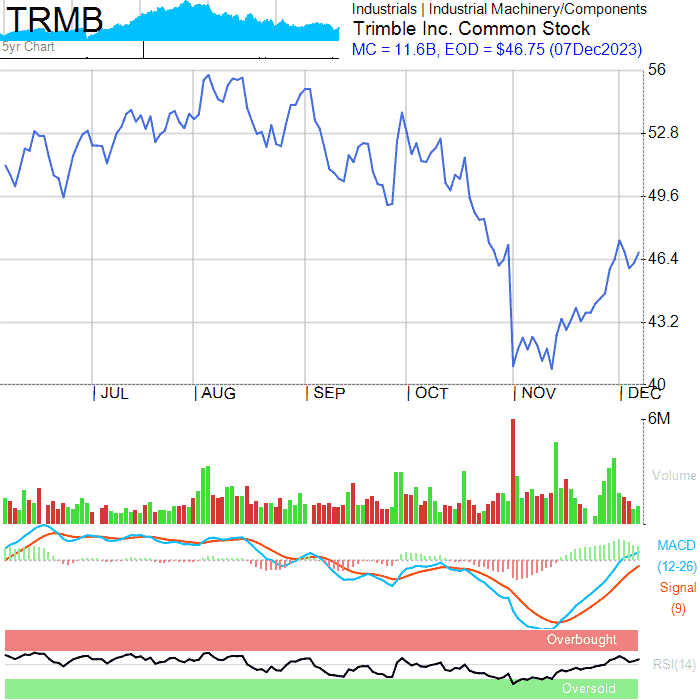 TRMB
5yr Chart
Industrials | Industrial Machinery/Components
Trimble Inc. Common Stock
MC = 11.6B, EOD = $46.75 (07Dec2023)
56
52.8
49.6
46.4
43.2
40
JUL AUG SEP OCT NOV DEC
6M
Volume
MACD
(12-26)
Signal
(9)
Overbought
RSI(14)
Oversold